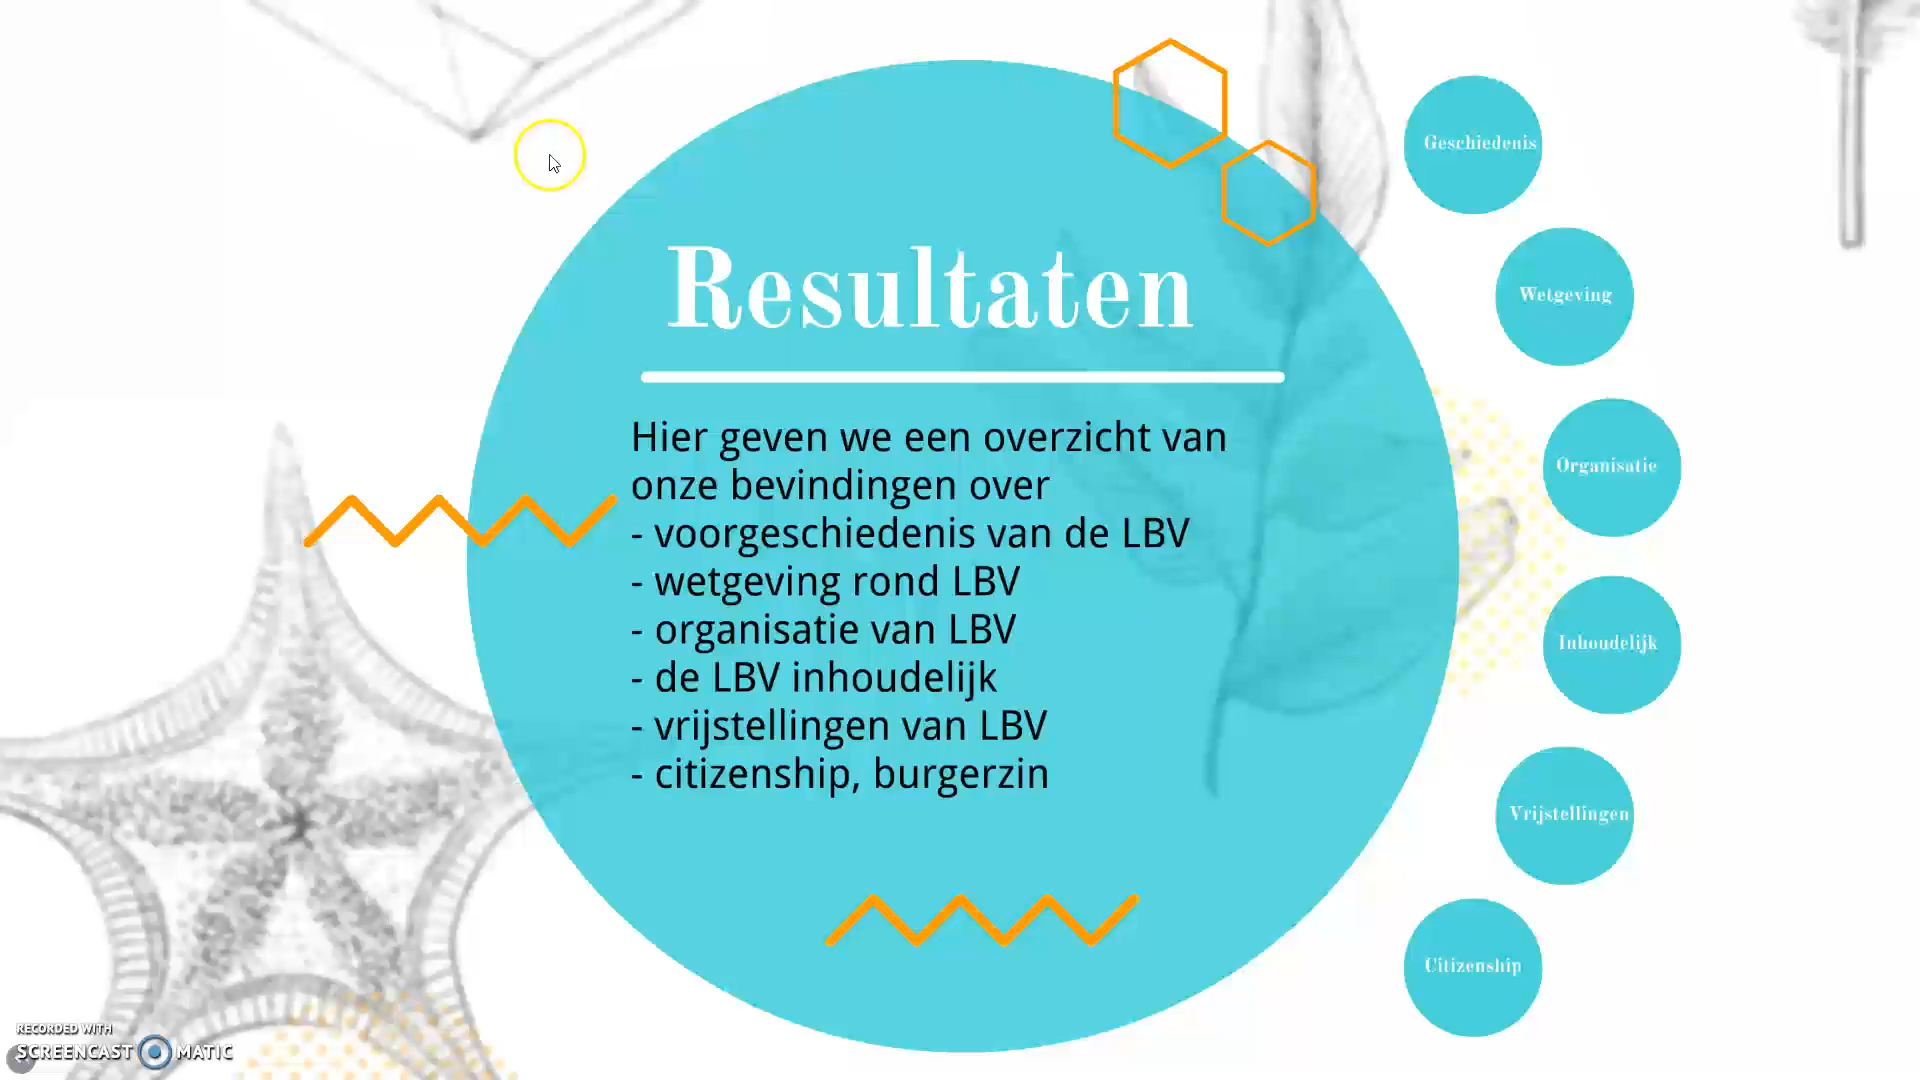 Resultaten
Hier geven we een overzicht van
onze bevindingen over
- voorgeschiedenis van de LBV
- wetgeving rond LBV
- organisatie van LBV
- de LBV inhoudelijk
- vrijstellingen van LBV
- citizenship, burgerzin
Geschiedenis
Wetgeving
Organisatie
Inhoudelijk
Vrijstellingen
Citizenship
RECORDED WITH
SCREENCAST MATIC